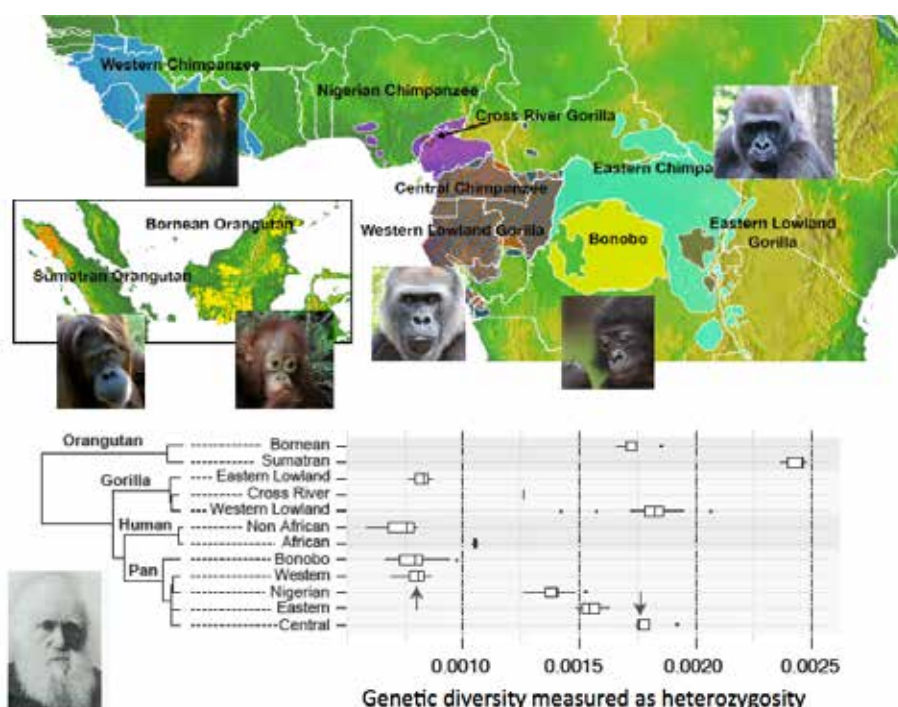 Western Chimpanzee
Nigerian Chimpanzee
Cross River Gorilla
Eastern Chimpa
Central Chimpanzee
Western Lowland Gorilla
Bonobo
Eastern Lowland
Gorilla
Bornean Orangutan
Sumatran Orangutan
Orangutan
Bornean
Sumatran
Gorilla
Eastern Lowland
Cross River
Western Lowland
Human
Non African
African
Pan
Bonobo
Western
Nigerian
Eastern
Central
0.0010 0.0015 0.0020 0.0025
Genetic diversity measured as heterozygosity